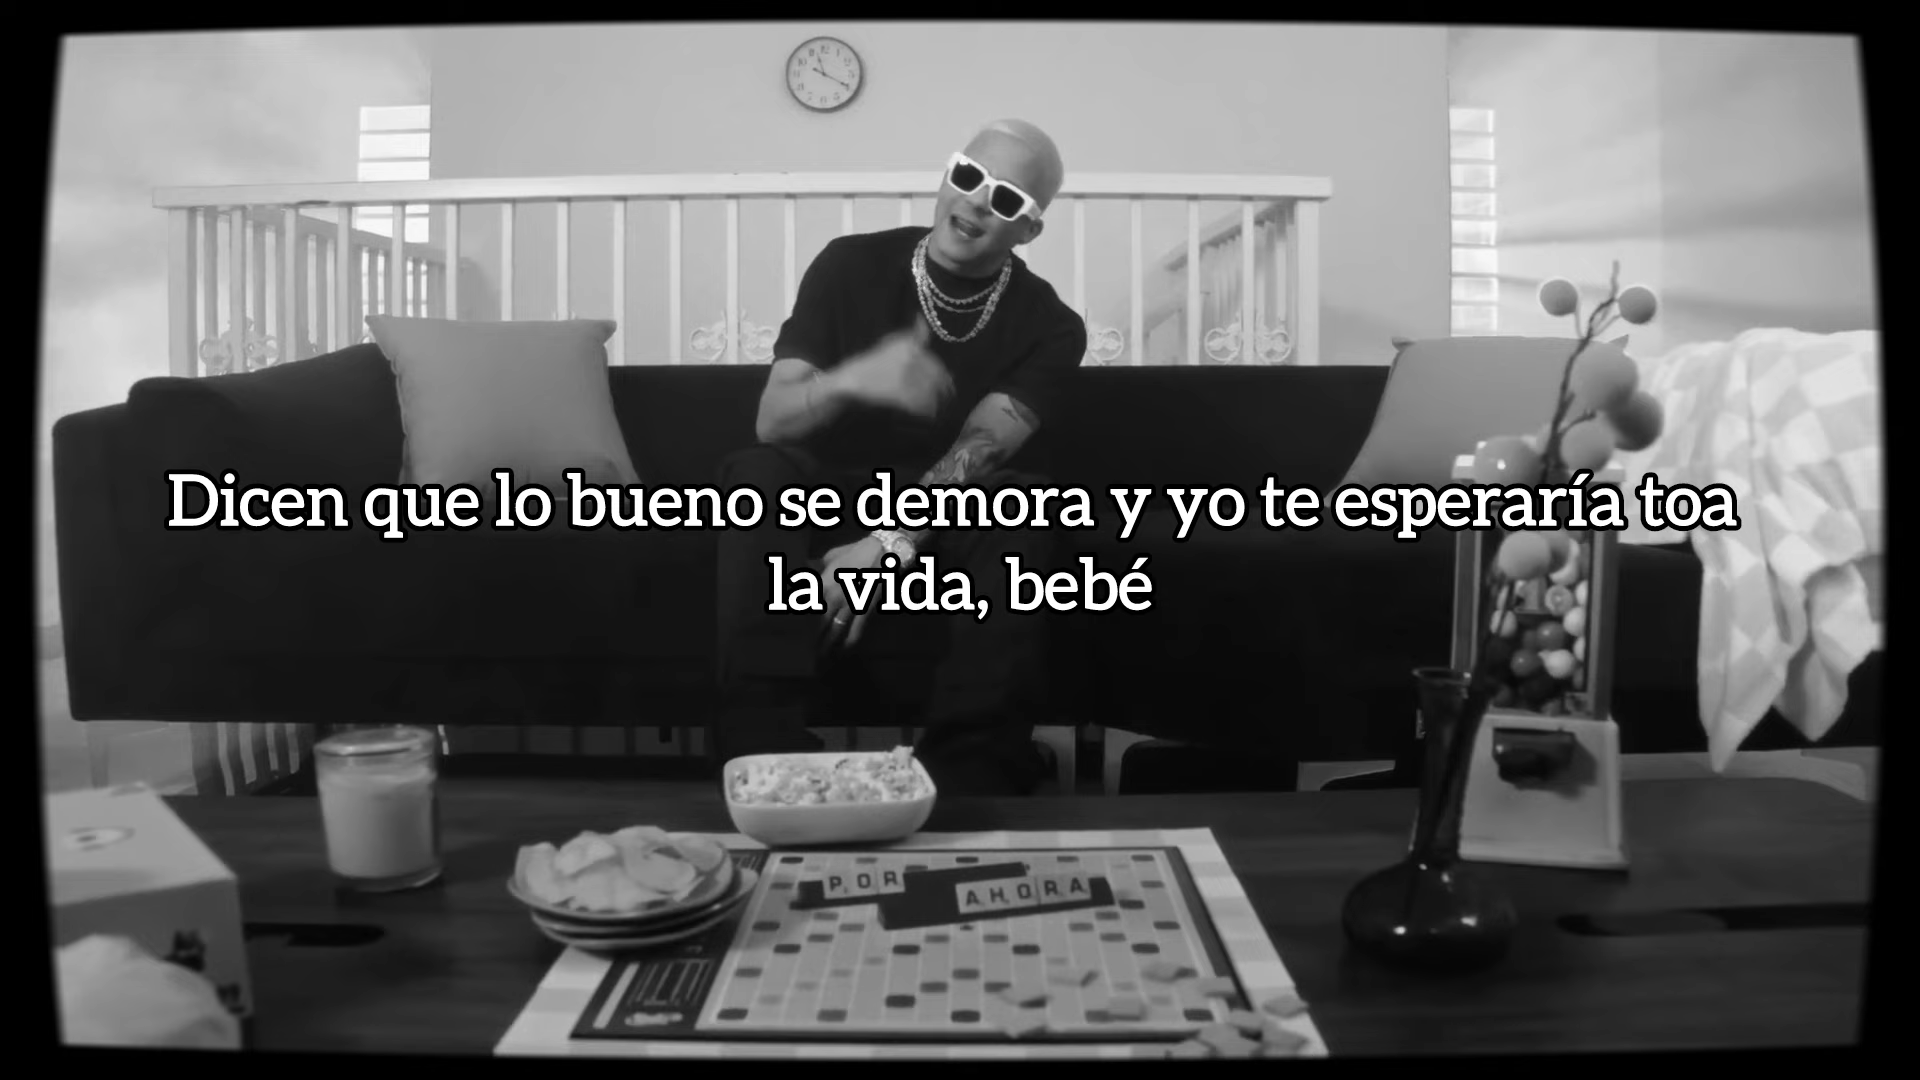 Dicen que lo bueno se demora y yo te esperaría toa
la vida, bebé
POR
AHORA